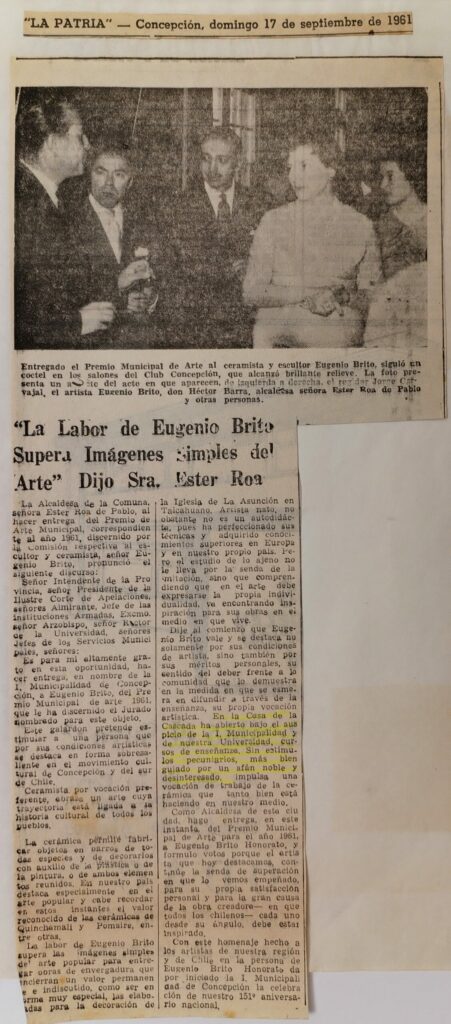 "LA PATRIA" — Concepción, domingo 17 de septiembre de 1961
Entregado el Premio Municipal de Arte al ceramista y escultor Eugenio Brito, siguió un
coctel en los salones del Club Concepción, que alcanzó brillante relieve. La foto pre-
senta un aspecto del acto en que aparecen, de izquierda a derecha, el regidor Jorge Car-
vajal, el artista Eugenio Brito, don Héctor Barra, alcaldesa señora Ester Roa de Pablo
y otras personas.
"La Labor de Eugenio Brito
Supera Imágenes Simples del
Arte" Dijo Sra. Ester Roa
La Alcaldesa de la Comuna,
señora Ester Roa de Pablo, al
hacer entrega del Premio de
Arte Municipal, correspondien
te al año 1961, discernido por
la Comisión respectiva al es-
cultor y ceramista, señor Eu-
genio Brito, pronunció el
siguiente discurso:
Señor Intendente de la Pro
vincia, señor Presidente de la
Ilustre Corte de Apelaciones,
señores Almirante, Jefe de las
Instituciones Armadas, Excmo.
señor Arzobispo, señor Rector
de la Universidad, señores
Jefes de los Servicios Munici
pales, señores:
Es para mí altamente gra-
to en esta oportunidad, ha-
cer entrega, en nombre de la
I. Municipalidad de Concep-
ción, a Eugenio Brito, del Pre
mio Municipal de arte 1961,
que le ha discernido el Jurado
nombrado para este objeto.
Este galardón pretende es-
timular a una persona que
por sus condiciones artísticas
se destaca en forma sobresa-
liente en el movimiento cul-
tural de Concepción y del sur
de Chile.
Ceramista por vocación pre
ferente, abraza un arte cuya
trayectoria está ligada a la
historia cultural de todos los
pueblos.
La cerámica permite fabri-
car objetos en barros de to-
das especies y de decorarlos
con auxilio de la plástica o de
la pintura, o de ambos elemen
tos reunidos. En nuestro país
destaca especialmente en el
arte popular y cabe recordar
en estos instantes el valor
reconocido de las cerámicas de
Quinchamalí y Pomaire, en-
tre otras.
La labor de Eugenio Brito
supera las imágenes simples
de arte popular para entre-
gar obras de envergadura que
encierran un valor permanen
te e indiscutido, como ser en
forma muy especial, las elabo
radas para la decoración de
la Iglesia de La Asunción en
Talcahuano. Artista nato, no
obstante no es un autodidac-
ta, pues ha perfeccionado sus
técnicas y adquirido conoci-
mientos superiores en Europa
y en nuestro propio país. Pe-
ro el estudio de lo ajeno no
le lleva por la senda de la
imitación, sino que compren-
diendo que en el arte debe
expresarse la propia indivi-
dualidad, va encontrando inspi-
ración para sus obras en el
medio en que vive.
Dije al comienzo que Euge-
nio Brito vale y se destaca no
solamente por sus condiciones
de artista, sino también por
sus méritos personales, su
sentido del deber frente a lo
comunidad que lo demuestra
en la medida en que se esme-
ra en difundir a través de la
enseñanza, su propia vocación
artística. En la Casa de la
Cascada ha abierto bajo el aus
picio de la I. Municipalidad y
de nuestra Universidad, cur-
sos de enseñanza. Sin estímu-
los pecuniarios, más bien
guiado por un afán noble y
desinteresado, impulsa una
vocación de trabajo de la ce-
rámica que tanto bien está
haciendo en nuestro medio.
Como Alcaldesa de esta ciu
dad, hago entrega, en este
instante, del Premio Munici-
pal de Arte para el año 1961,
a Eugenio Brito Honorato, y
formulo votos porque el artis
ta que hoy destacamos, con-
tinúe la senda de superación
en que la vemos empeñado,
para su propia satisfacción
personal y para la gran causa
de la obra creadora— en que
todos los chilenos— cada uno
desde su ángulo, debe estar
inspirado.
Con este homenaje hecho a
los artistas de nuestra región
y de Chile en la persona de
Eugenio Brito Honorato da
por iniciado la I. Municipali
dad de Concepción la celebra
ción de nuestro 151º aniversa-
rio nacional.